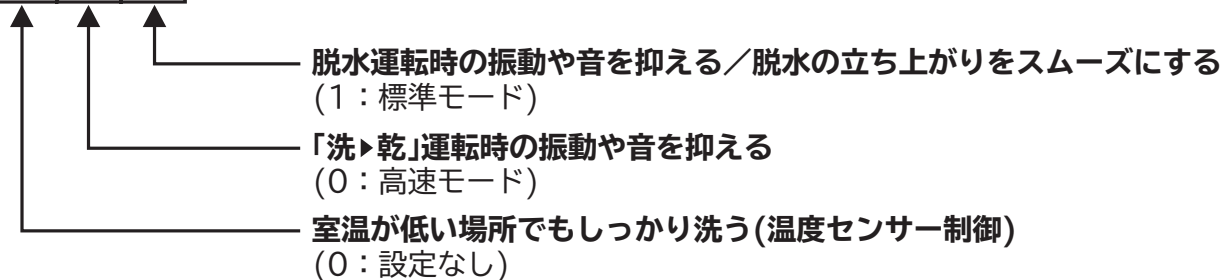 脱水運転時の振動や音を抑える／脱水の立ち上がりをスムーズにする
(1：標準モード)
「洗▶乾」運転時の振動や音を抑える
(0：高速モード)
室温が低い場所でもしっかり洗う(温度センサー制御)
(0：設定なし)